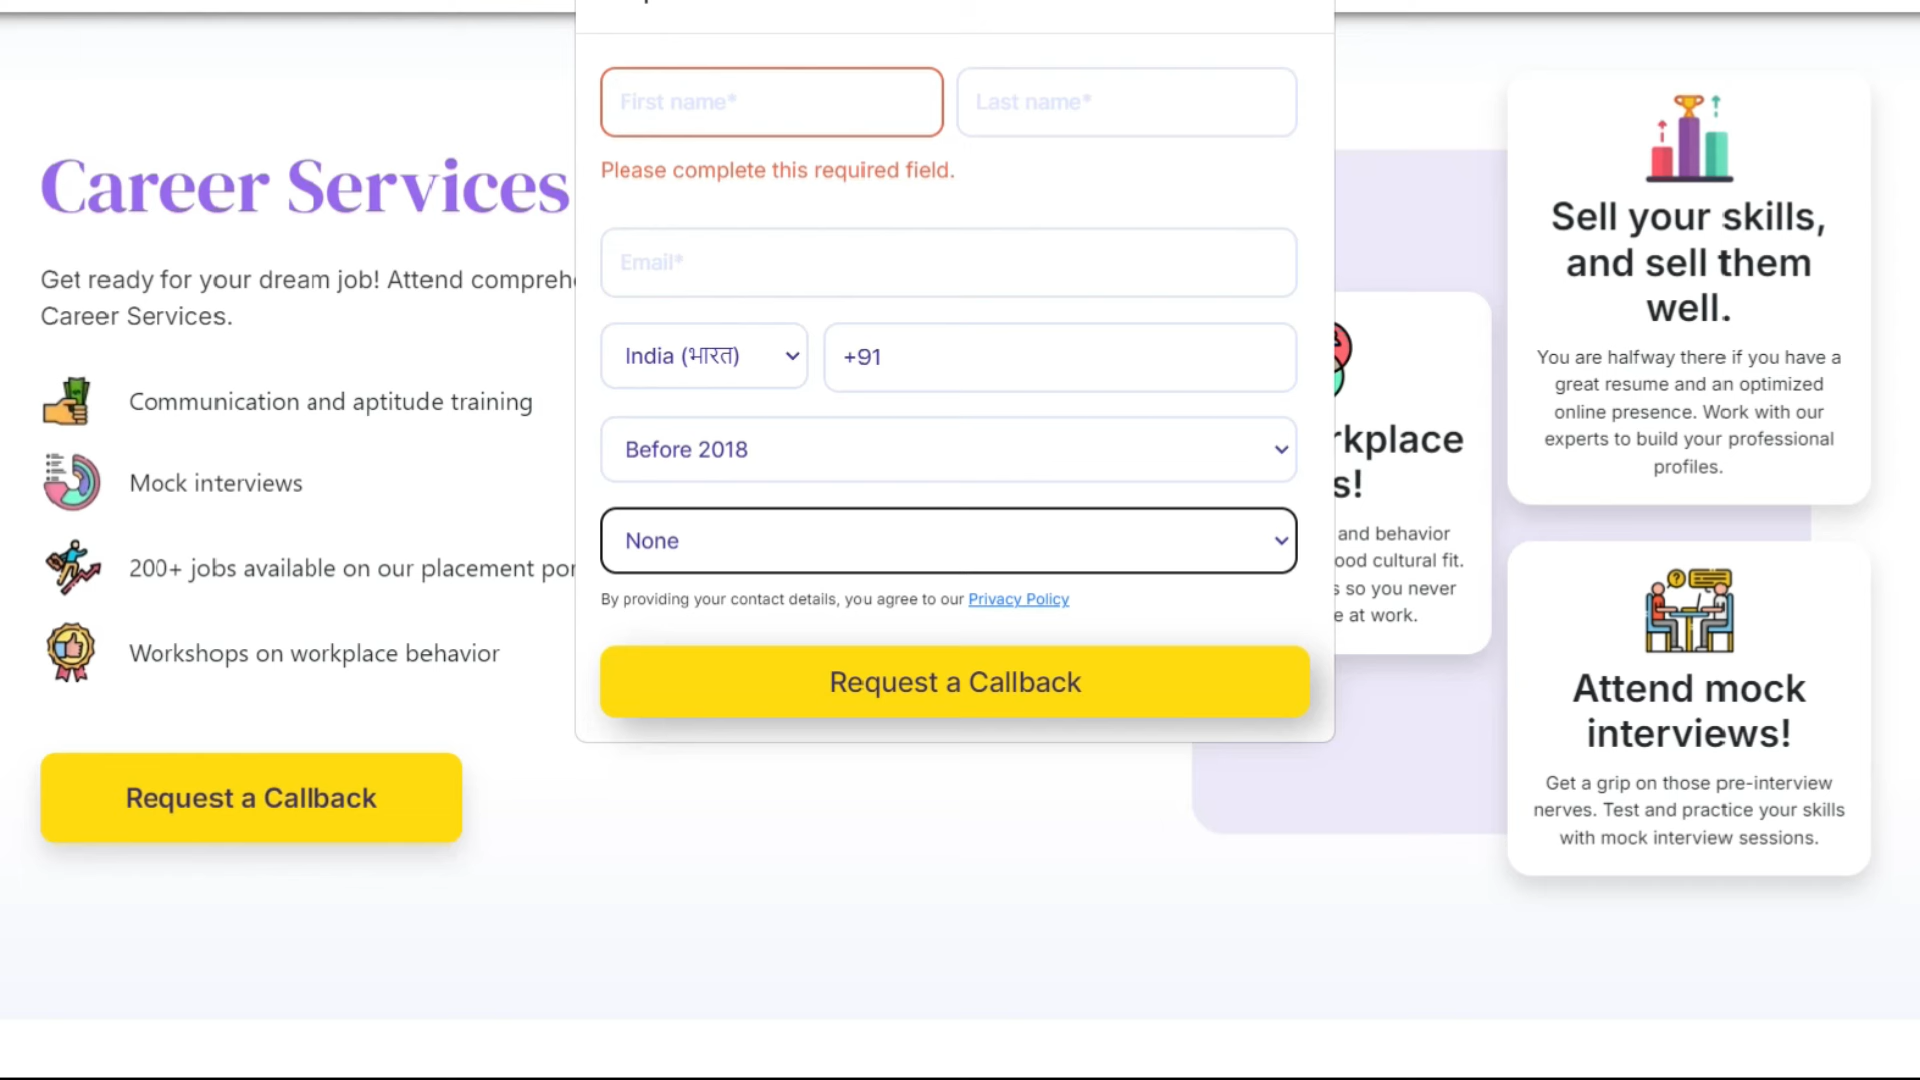 Career Services
Get ready for your dream job! Attend
Career Services.
Communication and aptitude training
Mock interviews
200+ jobs available on our placement
Workshops on workplace behavior
Request a Callback
First name*
Last name*
Please complete this required field.
Email*
India (भारत)
+91
Before 2018
None
By providing your contact details, you agree to our Privacy Policy
Request a Callback
and behavior
cultural fit.
so you never
at work.
Sell your skills,
and sell them
well.
You are halfway there if you have a
great resume and an optimized
online presence. Work with our
experts to build your professional
profiles.
Attend mock
interviews!
Get a grip on those pre-interview
nerves. Test and practice your skills
with mock interview sessions.